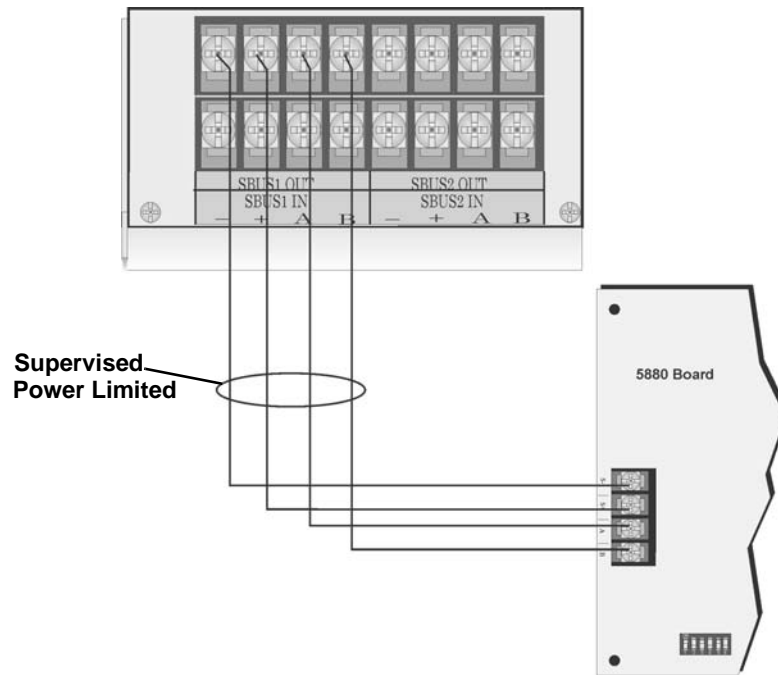 SBUS1 OUT SBUS2 OUT
SBUS1 IN SBUS2 IN
– + A B – + A B
Supervised
Power Limited
5880 Board
A
B